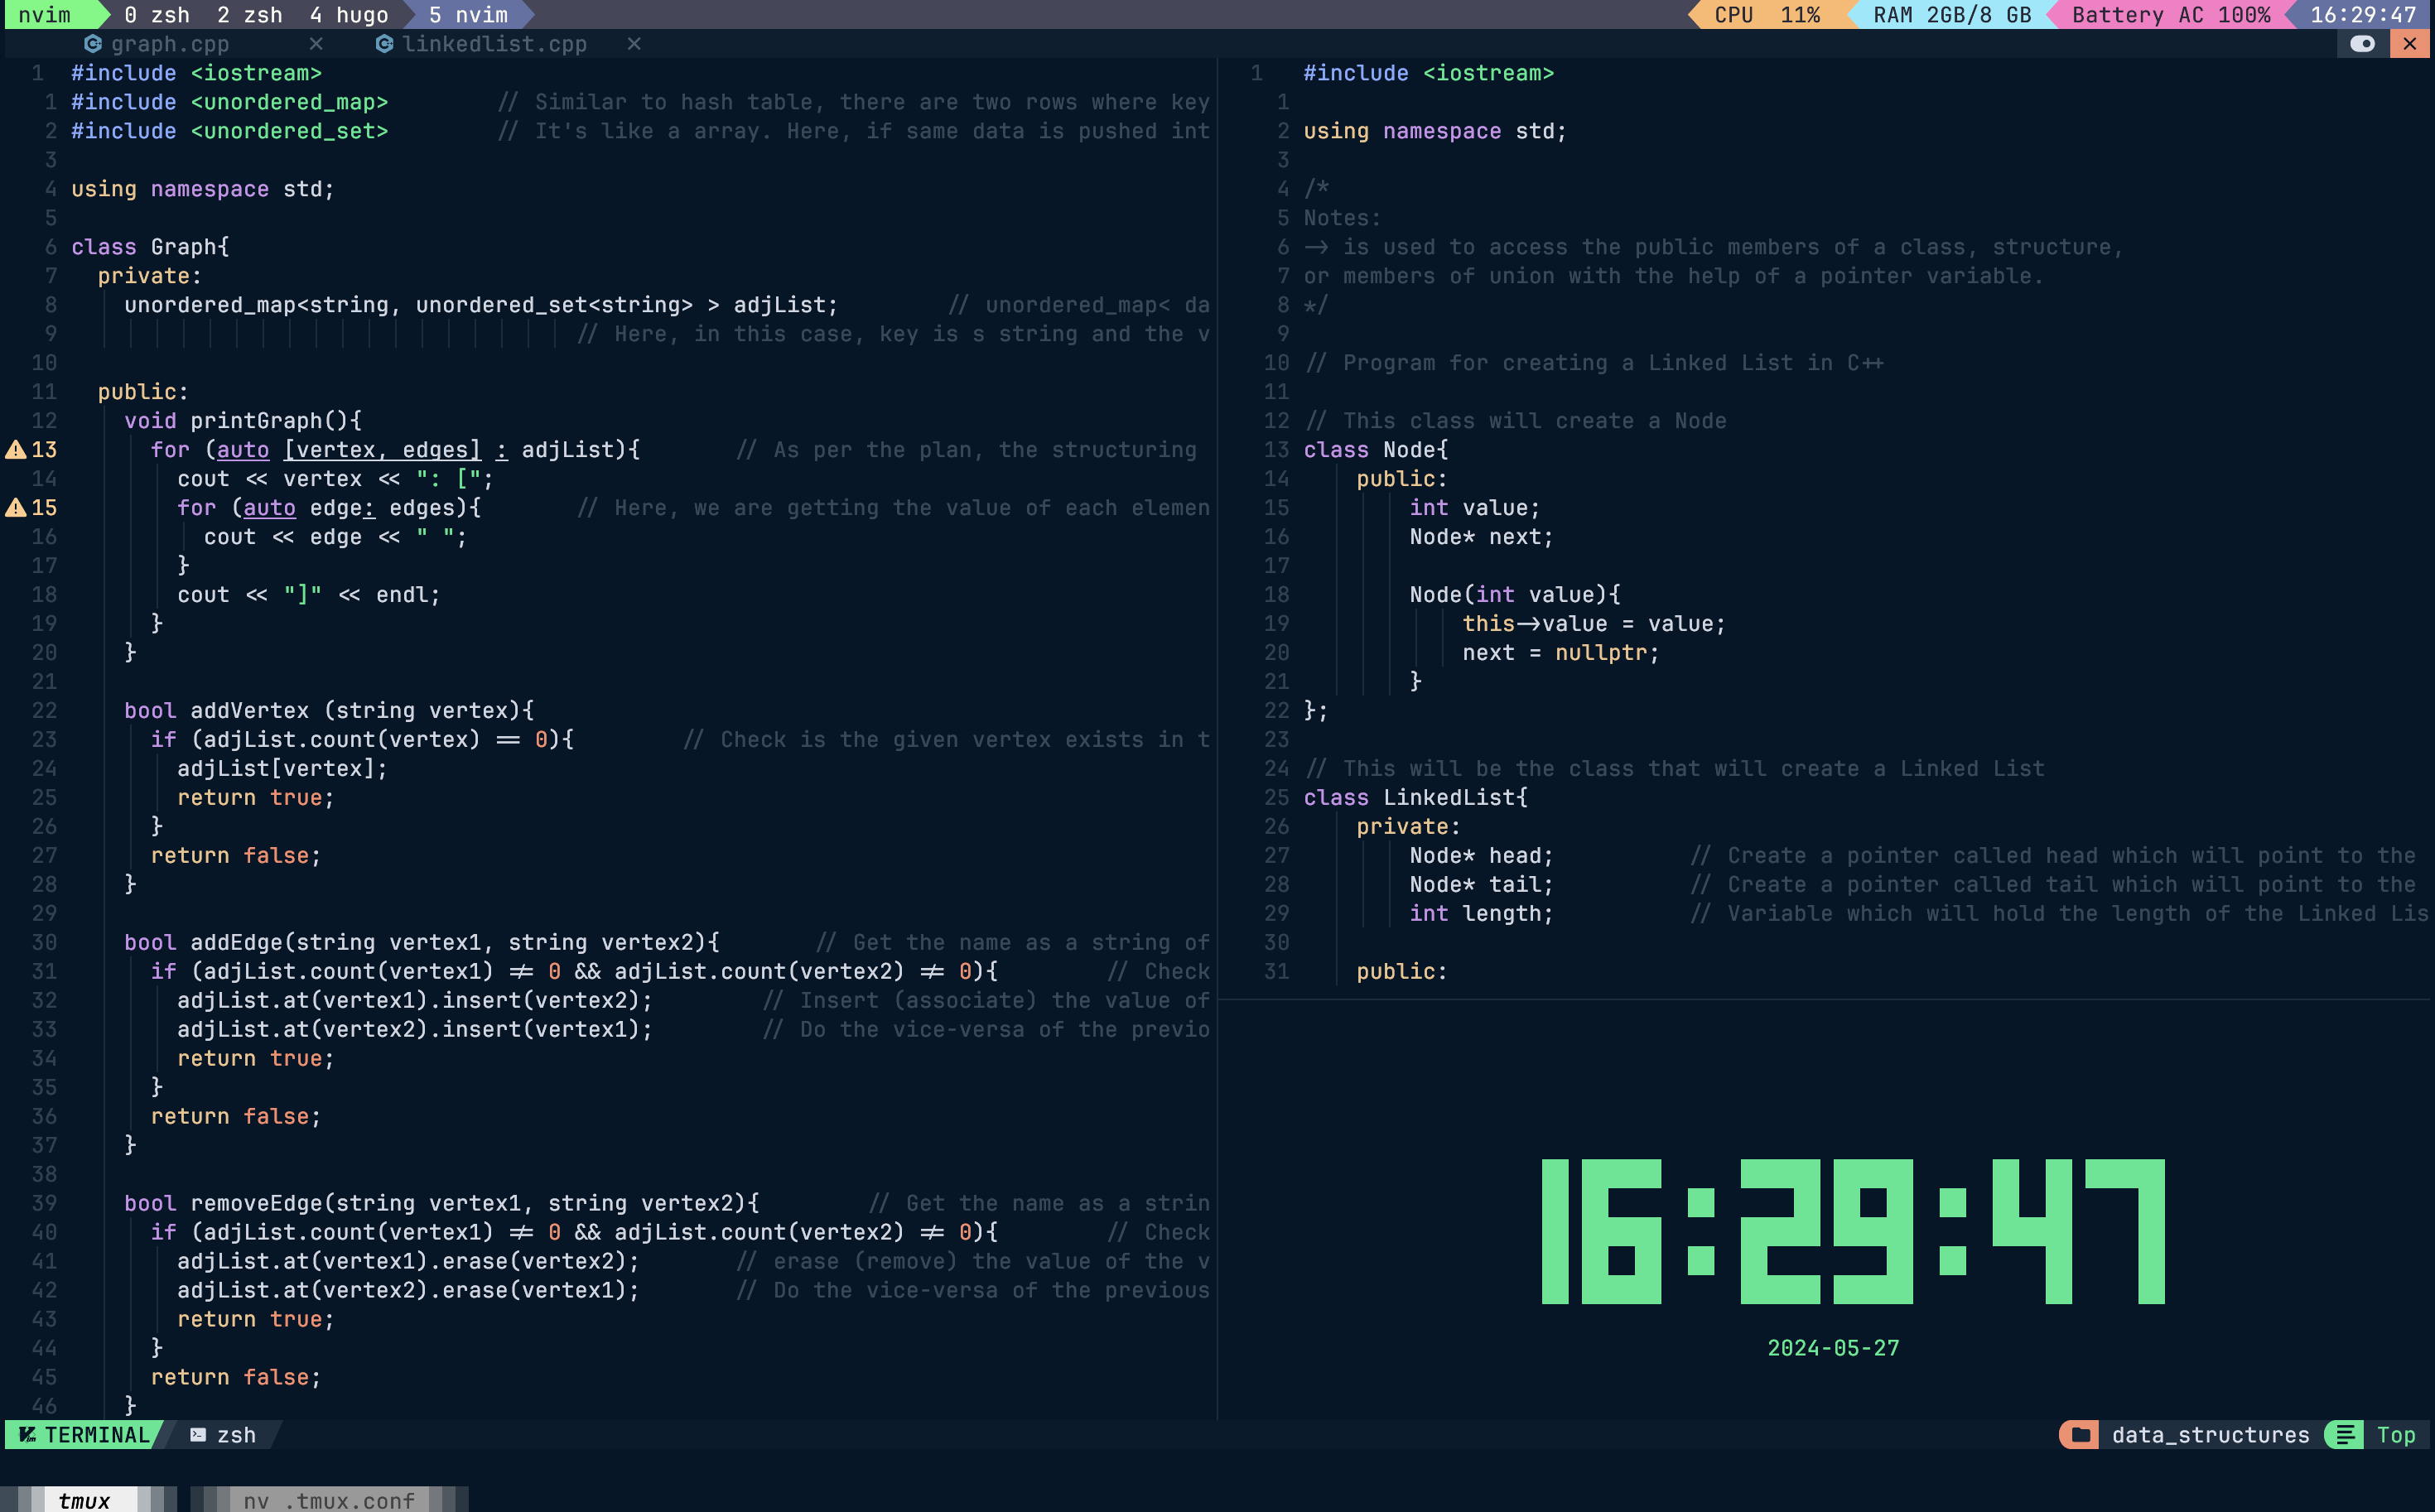 nvim 0 zsh 2 zsh 4 hugo 5 nvim CPU 11% RAM 2GB/8 GB Battery AC 100% 16:29:47
graph.cpp × linkedlist.cpp ×
1 #include <iostream>
1 #include <unordered_map> // Similar to hash table, there are two rows where key
2 #include <unordered_set> // It's like a array. Here, if same data is pushed int
3
4 using namespace std;
5
6 class Graph{
7 private:
8 unordered_map<string, unordered_set<string> > adjList; // unordered_map< da
9 // Here, in this case, key is s string and the v
10
11 public:
12 void printGraph(){
13 for (auto [vertex, edges] : adjList){ // As per the plan, the structuring
14 cout << vertex << ": [";
15 for (auto edge: edges){ // Here, we are getting the value of each elemen
16 cout << edge << " ";
17 }
18 cout << "]" << endl;
19 }
20 }
21
22 bool addVertex (string vertex){
23 if (adjList.count(vertex) == 0){ // Check is the given vertex exists in t
24 adjList[vertex];
25 return true;
26 }
27 return false;
28 }
29
30 bool addEdge(string vertex1, string vertex2){ // Get the name as a string of
31 if (adjList.count(vertex1) != 0 && adjList.count(vertex2) != 0){ // Check
32 adjList.at(vertex1).insert(vertex2); // Insert (associate) the value of
33 adjList.at(vertex2).insert(vertex1); // Do the vice-versa of the previo
34 return true;
35 }
36 return false;
37 }
38
39 bool removeEdge(string vertex1, string vertex2){ // Get the name as a strin
40 if (adjList.count(vertex1) != 0 && adjList.count(vertex2) != 0){ // Check
41 adjList.at(vertex1).erase(vertex2); // erase (remove) the value of the v
42 adjList.at(vertex2).erase(vertex1); // Do the vice-versa of the previous
43 return true;
44 }
45 return false;
46 }
1 #include <iostream>
1
2 using namespace std;
3
4 /*
5 Notes:
6 -> is used to access the public members of a class, structure,
7 or members of union with the help of a pointer variable.
8 */
9
10 // Program for creating a Linked List in C++
11
12 // This class will create a Node
13 class Node{
14 public:
15 int value;
16 Node* next;
17
18 Node(int value){
19 this->value = value;
20 next = nullptr;
21 }
22 };
23
24 // This will be the class that will create a Linked List
25 class LinkedList{
26 private:
27 Node* head; // Create a pointer called head which will point to the
28 Node* tail; // Create a pointer called tail which will point to the
29 int length; // Variable which will hold the length of the Linked Lis
30
31 public:
16:29:47
2024-05-27
TERMINAL zsh data_structures Top
tmux nv .tmux.conf